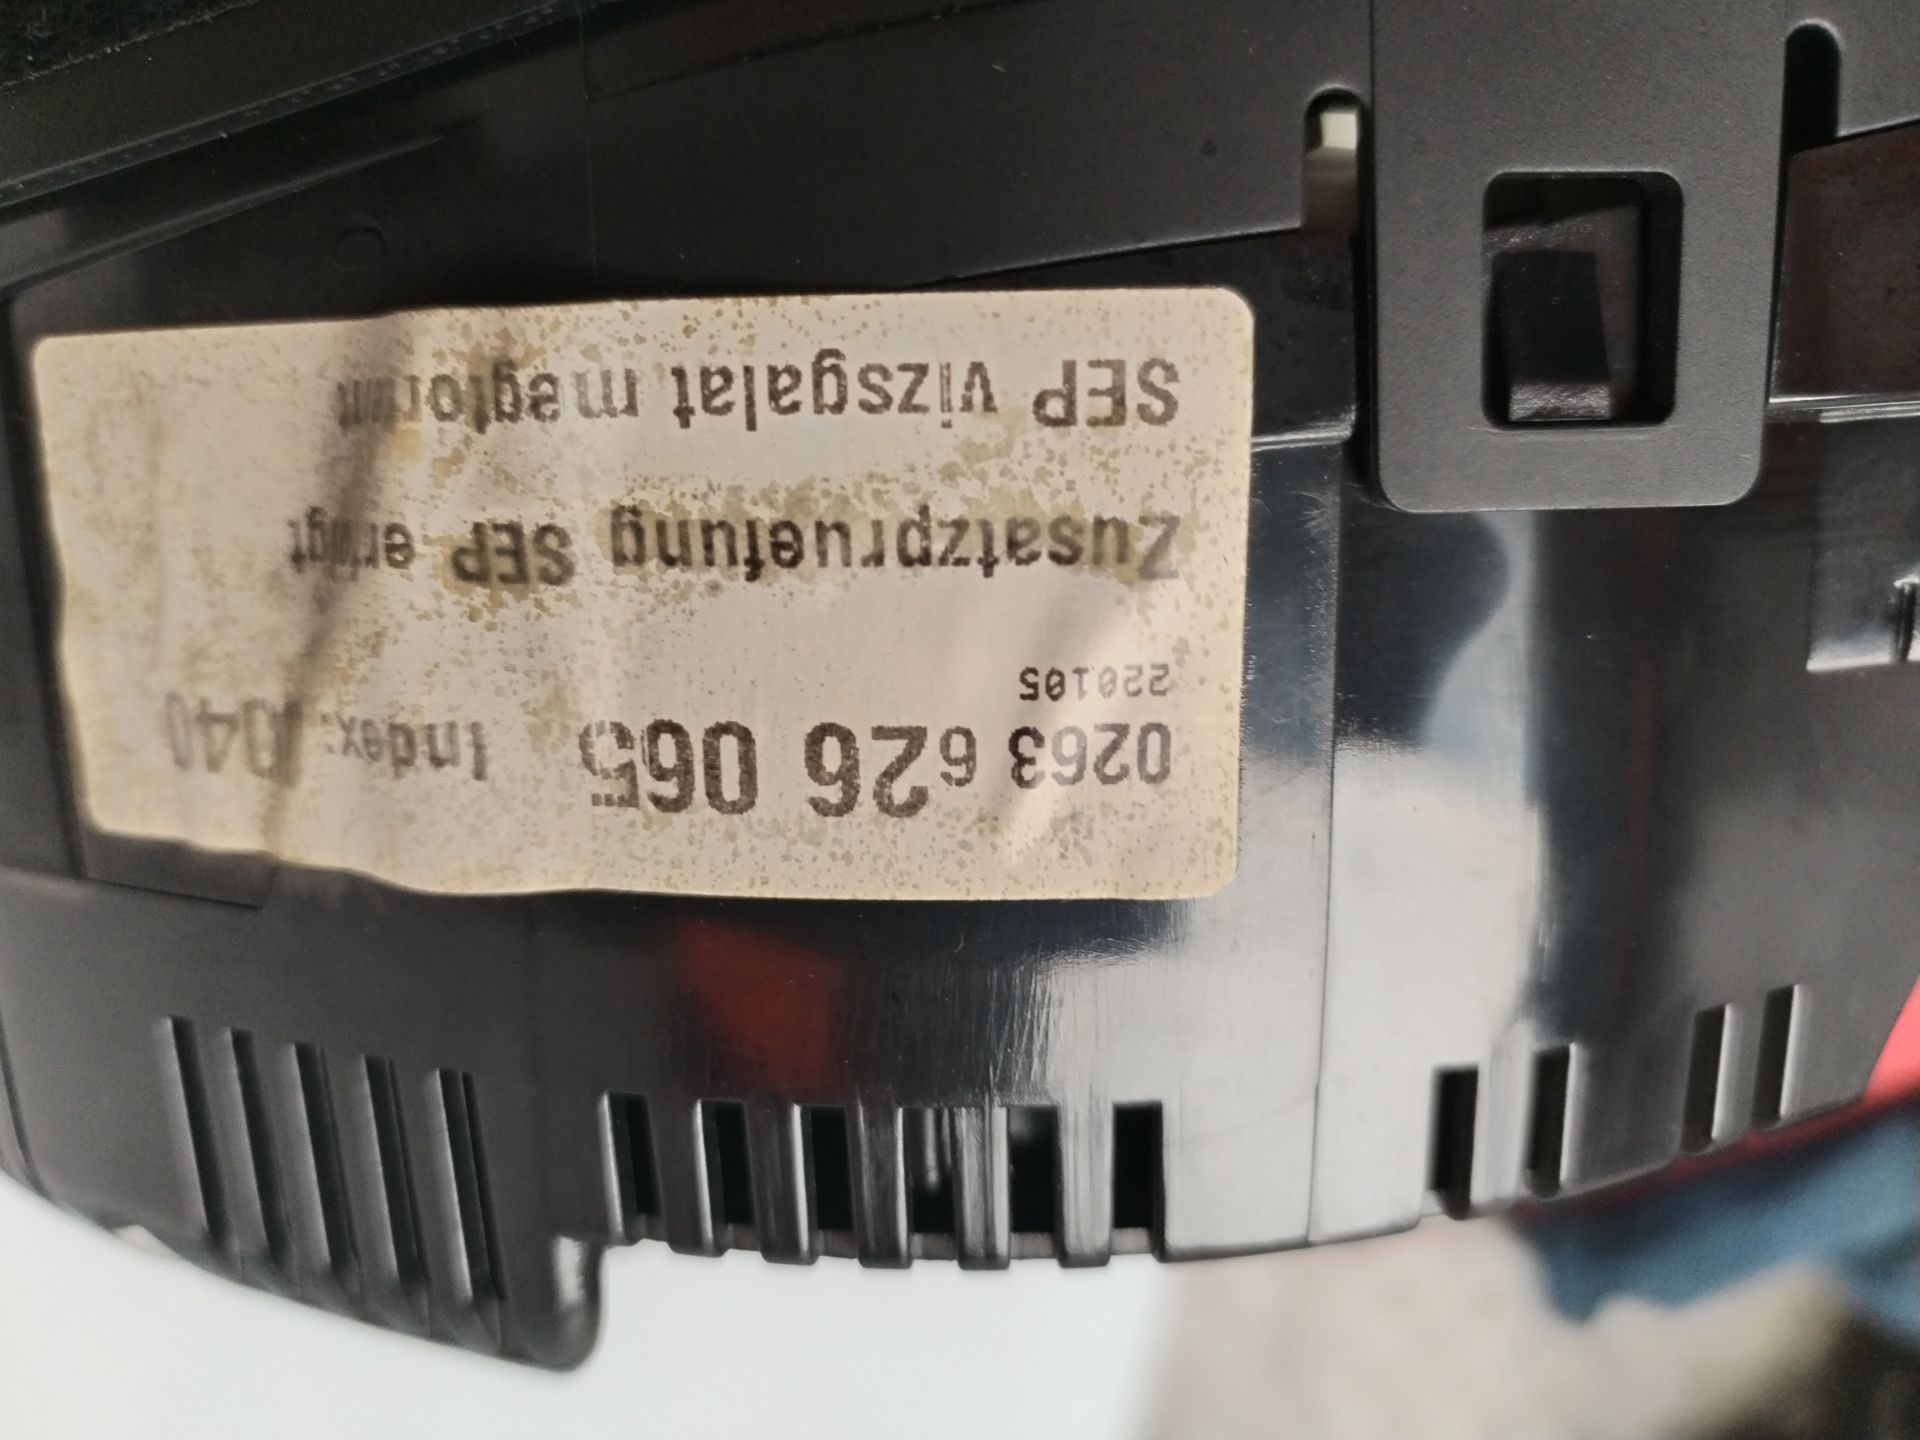 0263 626 065 Index:
220105
Zusatzpruefung SEP erfolgt
SEP vizsgalat